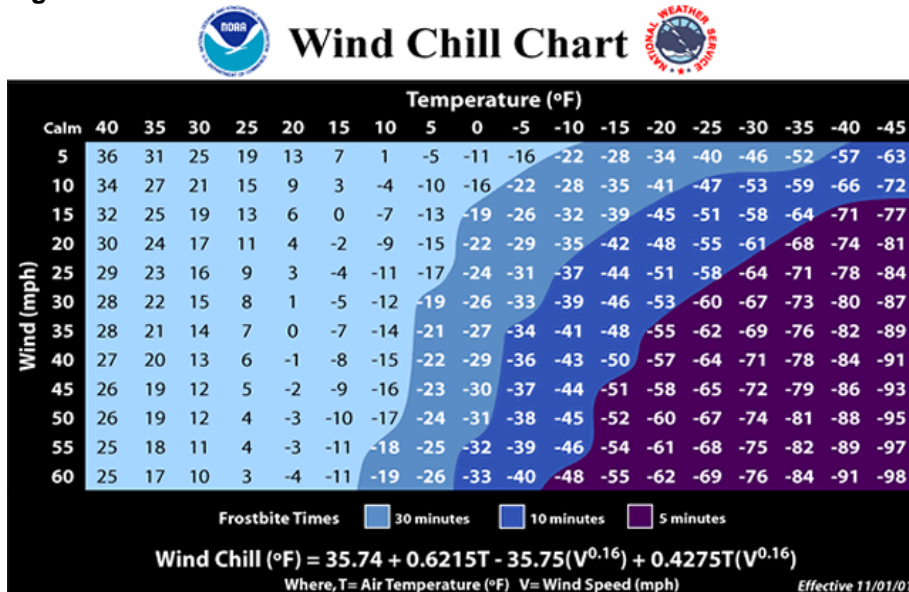 Wind Chill Chart
NOAA
NATIONAL WEATHER SERVICE
Temperature (ºF)
Calm 40 35 30 25 20 15 10 5 0 -5 -10 -15 -20 -25 -30 -35 -40 -45
5 36 31 25 19 13 7 1 -5 -11 -16 -22 -28 -34 -40 -46 -52 -57 -63
10 34 27 21 15 9 3 -4 -10 -16 -22 -28 -35 -41 -47 -53 -59 -66 -72
15 32 25 19 13 6 0 -7 -13 -19 -26 -32 -39 -45 -51 -58 -64 -71 -77
20 30 24 17 11 4 -2 -9 -15 -22 -29 -35 -42 -48 -55 -61 -68 -74 -81
25 29 23 16 9 3 -4 -11 -17 -24 -31 -37 -44 -51 -58 -64 -71 -78 -84
30 28 22 15 8 1 -5 -12 -19 -26 -33 -39 -46 -53 -60 -67 -73 -80 -87
35 28 21 14 7 0 -7 -14 -21 -27 -34 -41 -48 -55 -62 -69 -76 -82 -89
40 27 20 13 6 -1 -8 -15 -22 -29 -36 -43 -50 -57 -64 -71 -78 -84 -91
45 26 19 12 5 -2 -9 -16 -23 -30 -37 -44 -51 -58 -65 -72 -79 -86 -93
50 26 19 12 4 -3 -10 -17 -24 -31 -38 -45 -52 -60 -67 -74 -81 -88 -95
55 25 18 11 4 -3 -11 -18 -25 -32 -39 -46 -54 -61 -68 -75 -82 -89 -97
60 25 17 10 3 -4 -11 -19 -26 -33 -40 -48 -55 -62 -69 -76 -84 -91 -98
Wind (mph)
Frostbite Times 30 minutes 10 minutes 5 minutes
Wind Chill (ºF) = 35.74 + 0.6215T - 35.75(V^0.16) + 0.4275T(V^0.16)
Where, T= Air Temperature (ºF) V= Wind Speed (mph)
Effective 11/01/01